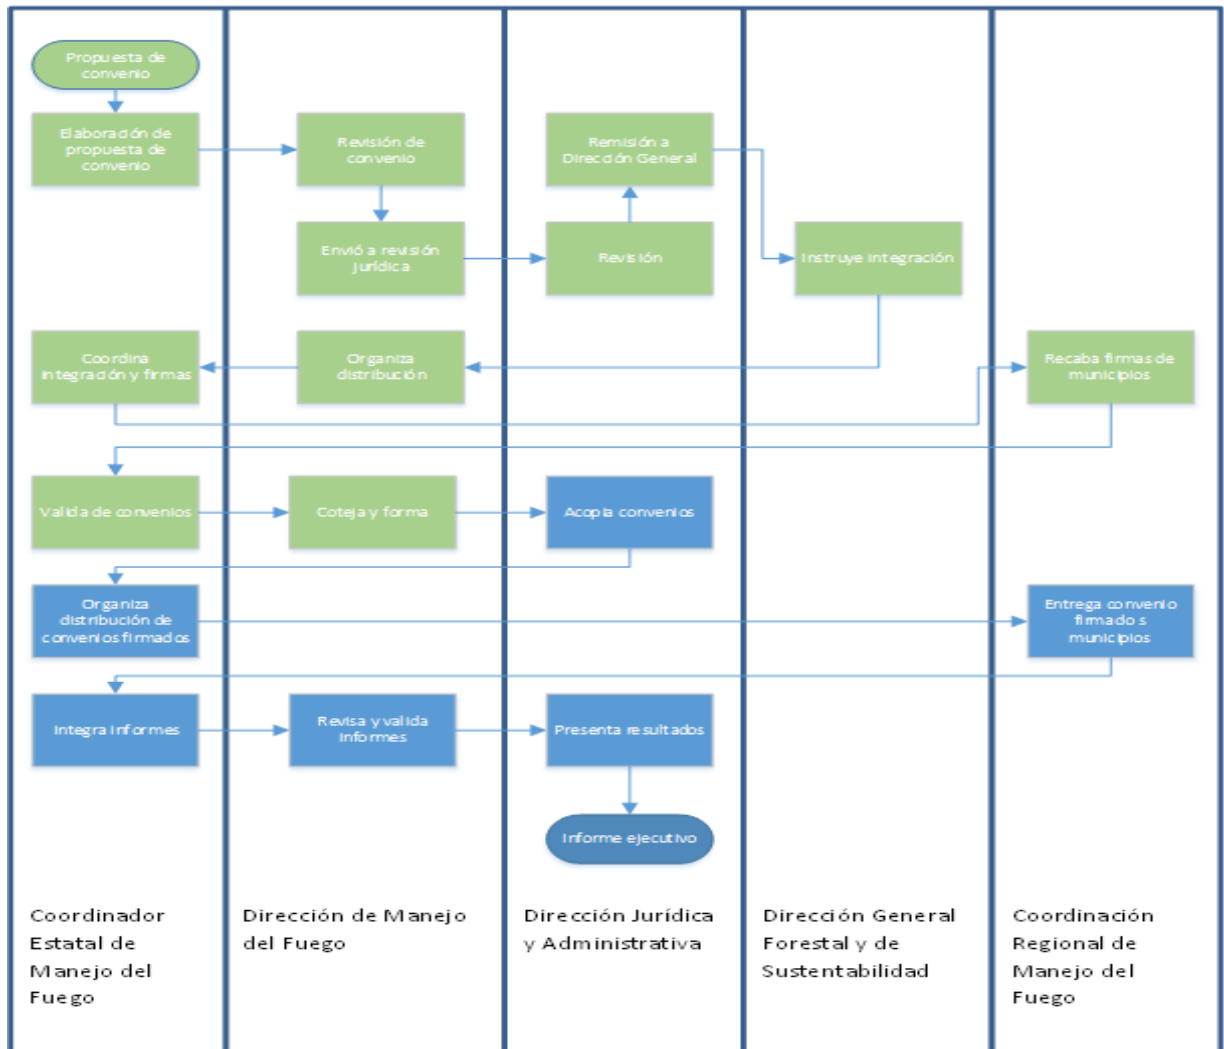 Propuesta de
convenio
Elaboración de
propuesta de
convenio
Revisión de
convenio
Remisión a
Dirección General
Envió a revisión
jurídica
Revisión
Instruye integración
Coordina
integración y firmas
Organiza
distribución
Recaba firmas de
municipios
Valida de convenios
Coteja y forma
Acopia convenios
Organiza
distribución de
convenios firmados
Entrega convenio
firmado s
municipios
Integra informes
Revisa y valida
informes
Presenta resultados
Informe ejecutivo
Coordinador
Estatal de
Manejo del
Fuego
Dirección de Manejo
del Fuego
Dirección Jurídica
y Administrativa
Dirección General
Forestal y de
Sustentabilidad
Coordinación
Regional de
Manejo del
Fuego